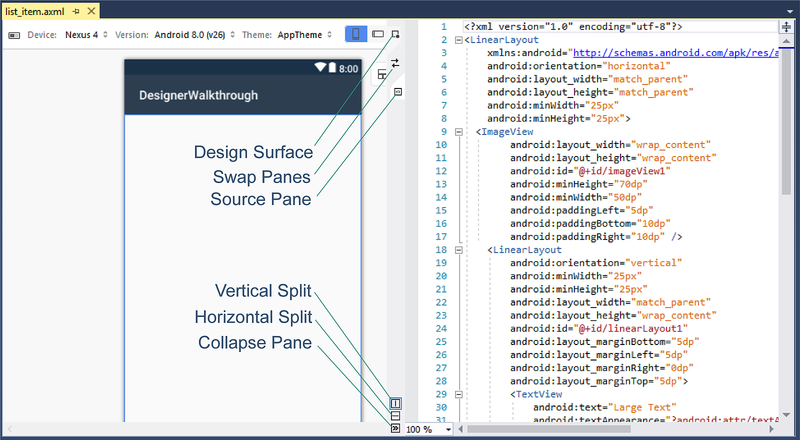 list_item.axml
Device: Nexus 4 Version: Android 8.0 (v26) Theme: AppTheme
8:00
DesignerWalkthrough
Design Surface
Swap Panes
Source Pane
Vertical Split
Horizontal Split
Collapse Pane
100 %
1 <?xml version="1.0" encoding="utf-8"?>
2 <LinearLayout
3 xmlns:android="http://schemas.android.com/apk/res/a
4 android:orientation="horizontal"
5 android:layout_width="match_parent"
6 android:layout_height="match_parent"
7 android:minWidth="25px"
8 android:minHeight="25px">
9 <ImageView
10 android:layout_width="wrap_content"
11 android:layout_height="wrap_content"
12 android:id="@+id/imageView1"
13 android:minHeight="70dp"
14 android:minWidth="50dp"
15 android:paddingLeft="5dp"
16 android:paddingBottom="10dp"
17 android:paddingRight="10dp" />
18 <LinearLayout
19 android:orientation="vertical"
20 android:minWidth="25px"
21 android:minHeight="25px"
22 android:layout_width="match_parent"
23 android:layout_height="wrap_content"
24 android:id="@+id/linearLayout1"
25 android:layout_marginBottom="5dp"
26 android:layout_marginLeft="5dp"
27 android:layout_marginRight="0dp"
28 android:layout_marginTop="5dp">
29 <TextView
30 android:text="Large Text"
31 android:textAppearance="?android:attr/textA